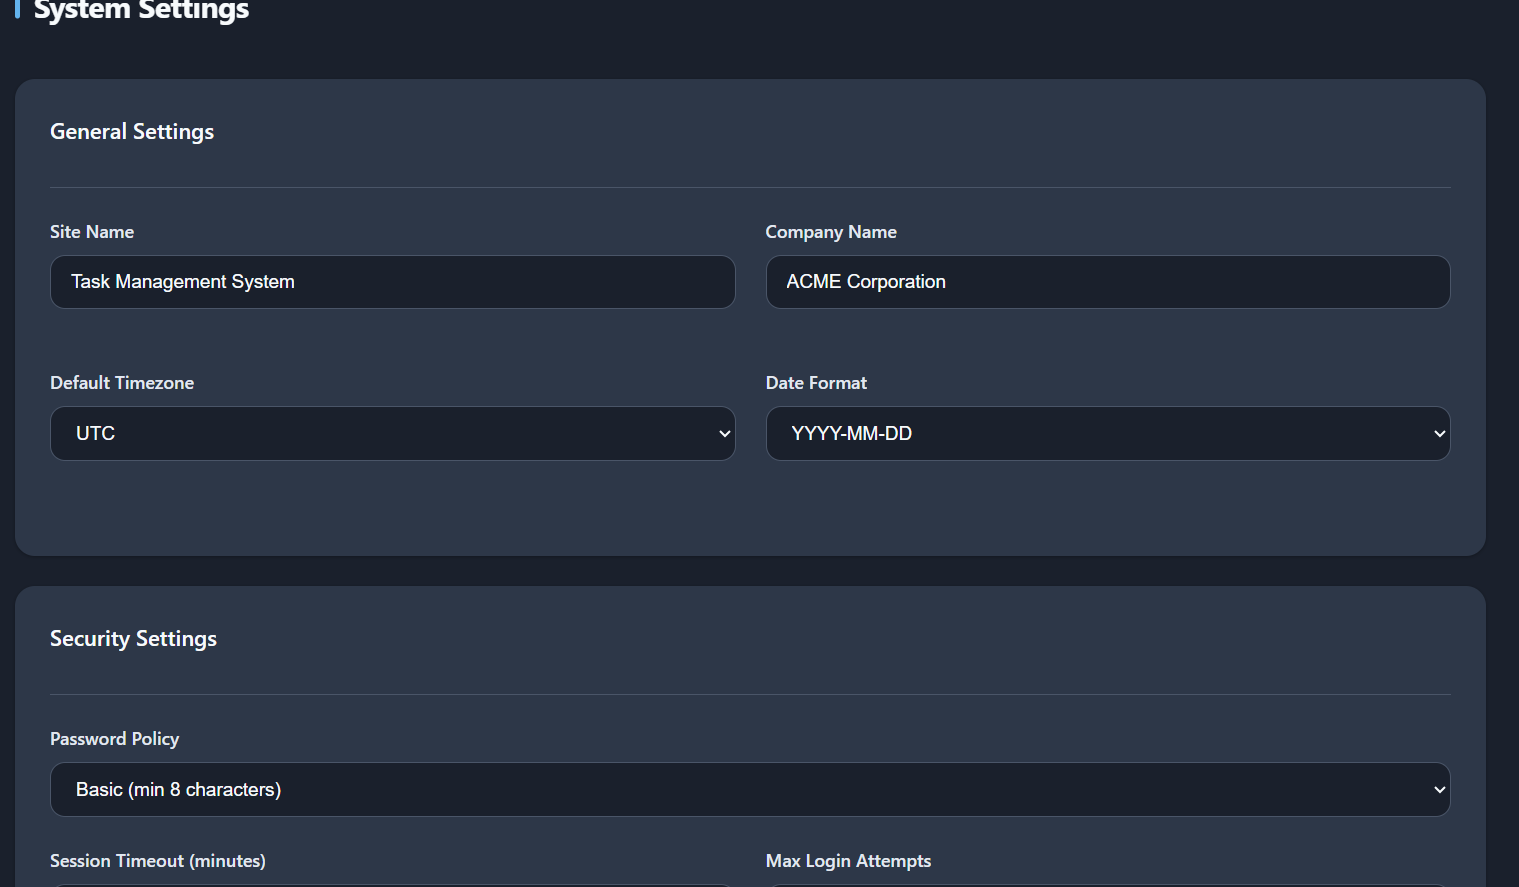 System Settings
General Settings
Site Name
Task Management System
Company Name
ACME Corporation
Default Timezone
UTC
Date Format
YYYY-MM-DD
Security Settings
Password Policy
Basic (min 8 characters)
Session Timeout (minutes)
Max Login Attempts